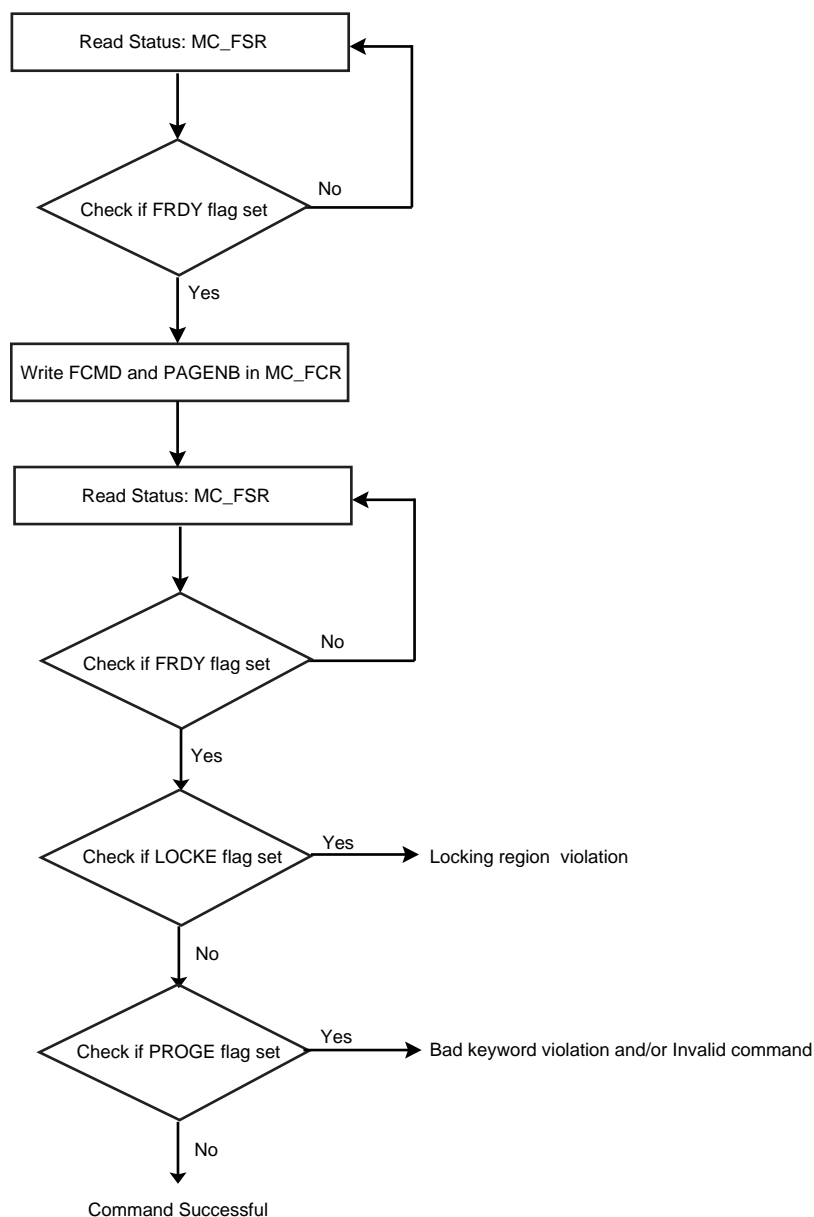 Read Status: MC_FSR
No
Check if FRDY flag set
Yes
Write FCMD and PAGENB in MC_FCR
Read Status: MC_FSR
No
Check if FRDY flag set
Yes
Yes
Check if LOCKE flag set
Locking region violation
No
Yes
Check if PROGE flag set
Bad keyword violation and/or Invalid command
No
Command Successful